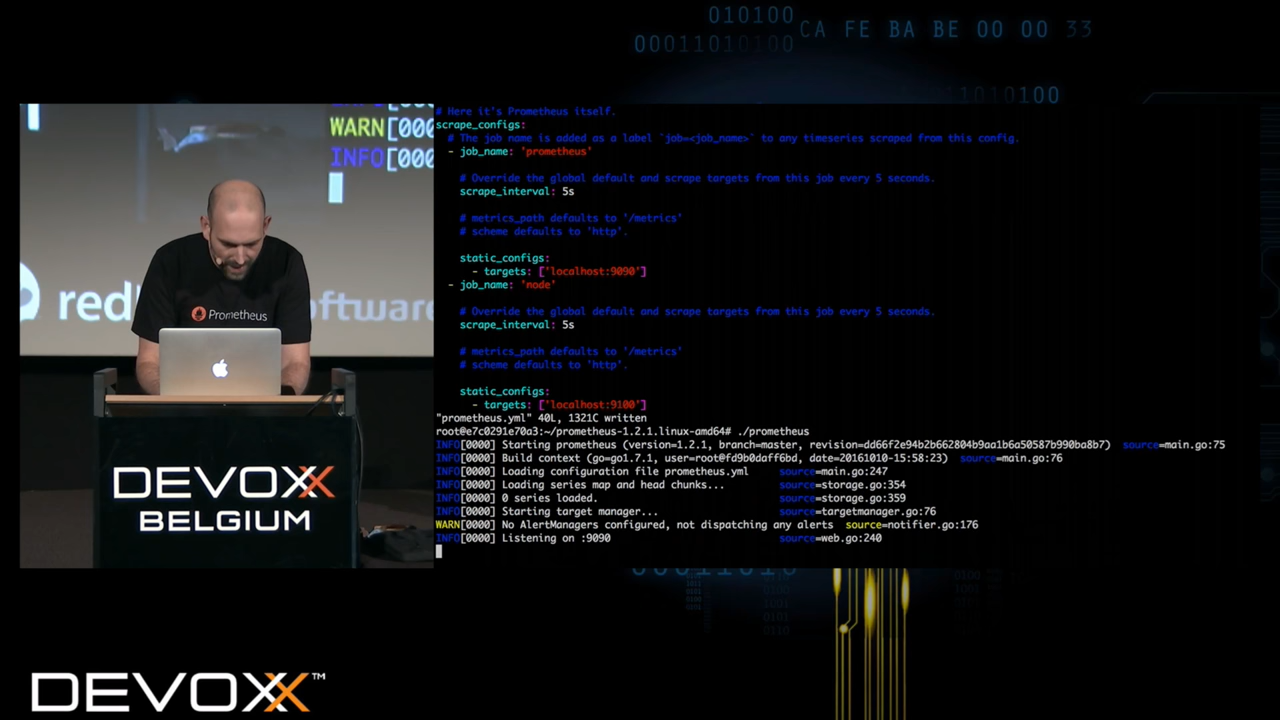 010100
00011010100
CA FE BA BE 00 00 33
1010100
WARN[000
INFO[000
Prometheus
DEVOXX
BELGIUM
# Here it's Prometheus itself.
scrape_configs:
# The job name is added as a label `job=<job_name>` to any timeseries scraped from this config.
- job_name: 'prometheus'
# Override the global default and scrape targets from this job every 5 seconds.
scrape_interval: 5s
# metrics_path defaults to '/metrics'
# scheme defaults to 'http'.
static_configs:
- targets: ['localhost:9090']
- job_name: 'node'
# Override the global default and scrape targets from this job every 5 seconds.
scrape_interval: 5s
# metrics_path defaults to '/metrics'
# scheme defaults to 'http'.
static_configs:
- targets: ['localhost:9100']
"prometheus.yml" 40L, 1321C written
root@e7c0291e70a3:~/prometheus-1.2.1.linux-amd64# ./prometheus
INFO[0000] Starting prometheus (version=1.2.1, branch=master, revision=dd66f2e94b2b662804b9aa1b6a50587b990ba8b7) source=main.go:75
INFO[0000] Build context (go=go1.7.1, user=root@fd9b0daff6bd, date=20161010-15:58:23) source=main.go:76
INFO[0000] Loading configuration file prometheus.yml source=main.go:247
INFO[0000] Loading series map and head chunks... source=storage.go:354
INFO[0000] 0 series loaded. source=storage.go:359
INFO[0000] Starting target manager... source=targetmanager.go:76
WARN[0000] No AlertManagers configured, not dispatching any alerts source=notifier.go:176
INFO[0000] Listening on :9090 source=web.go:240
DEVOXX™